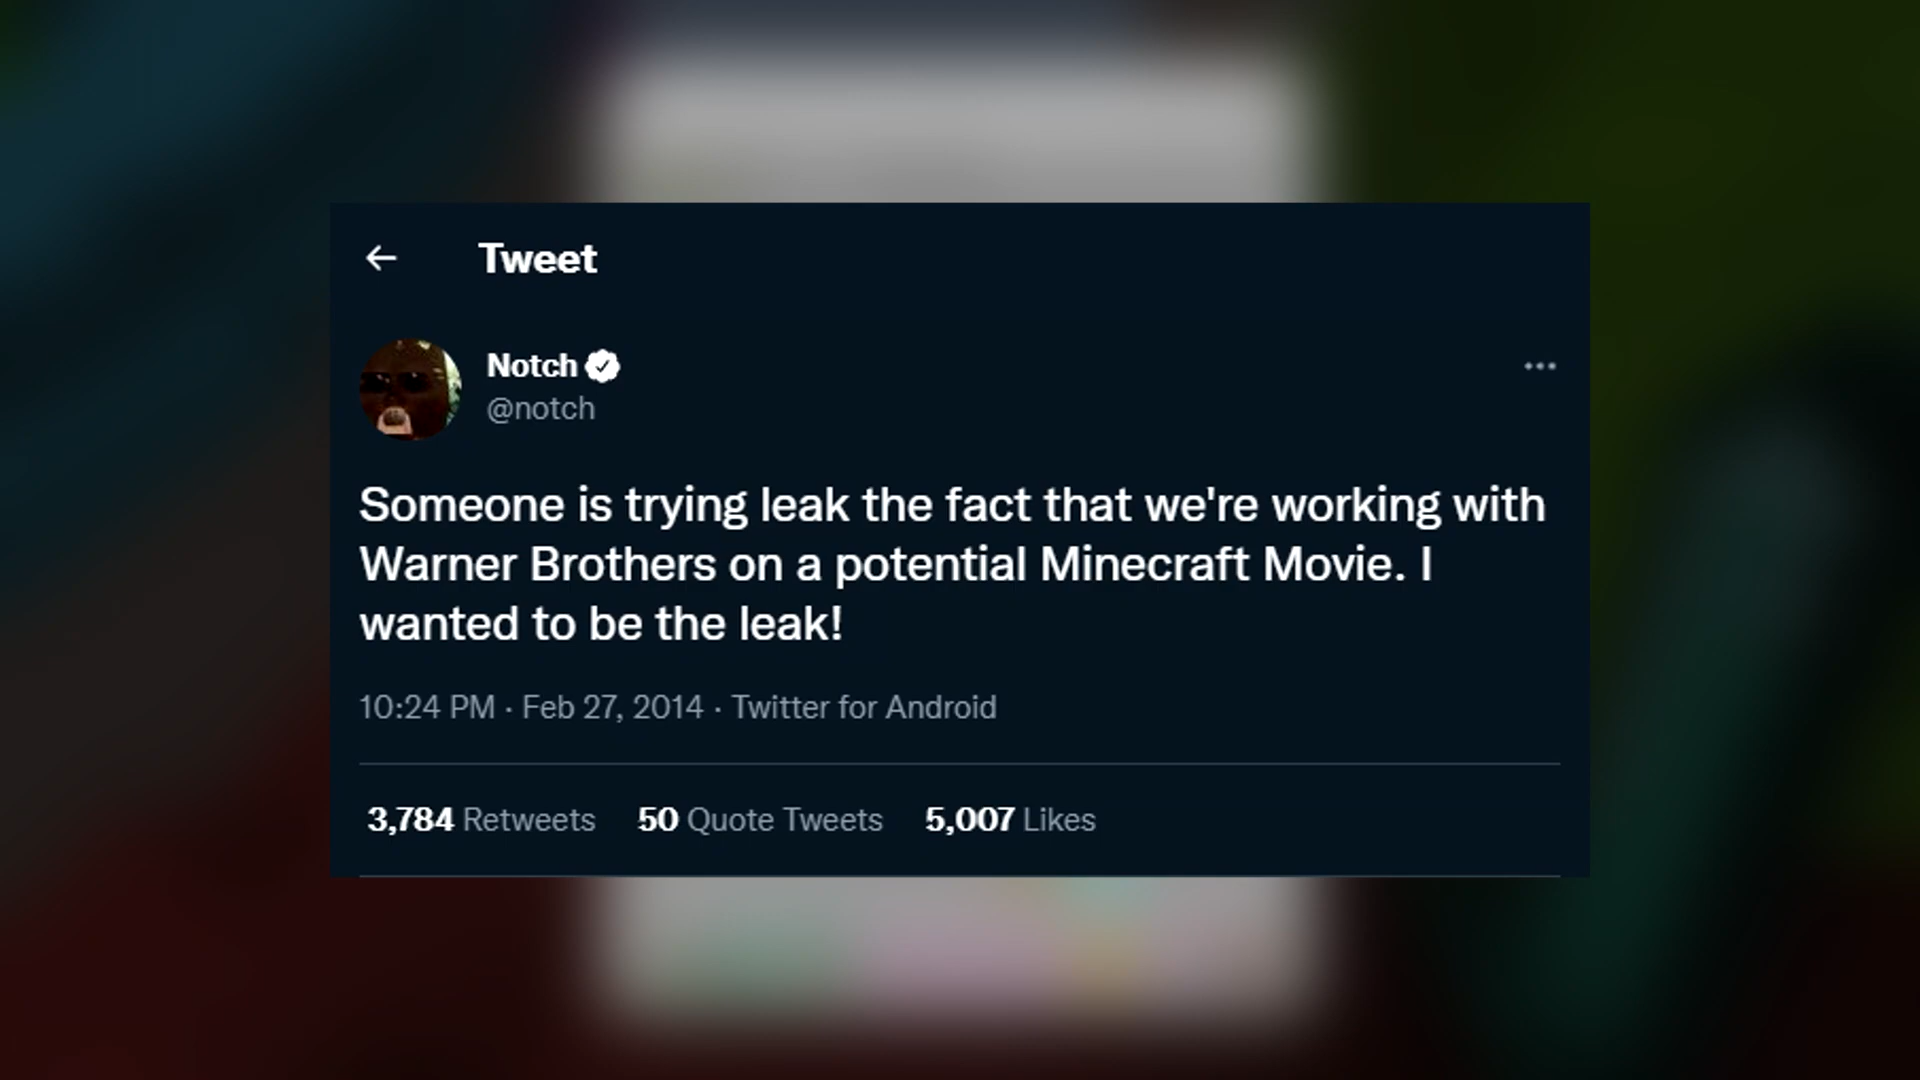 Tweet
Notch
@notch
Someone is trying leak the fact that we're working with
Warner Brothers on a potential Minecraft Movie. I
wanted to be the leak!
10:24 PM · Feb 27, 2014 · Twitter for Android
3,784 Retweets 50 Quote Tweets 5,007 Likes